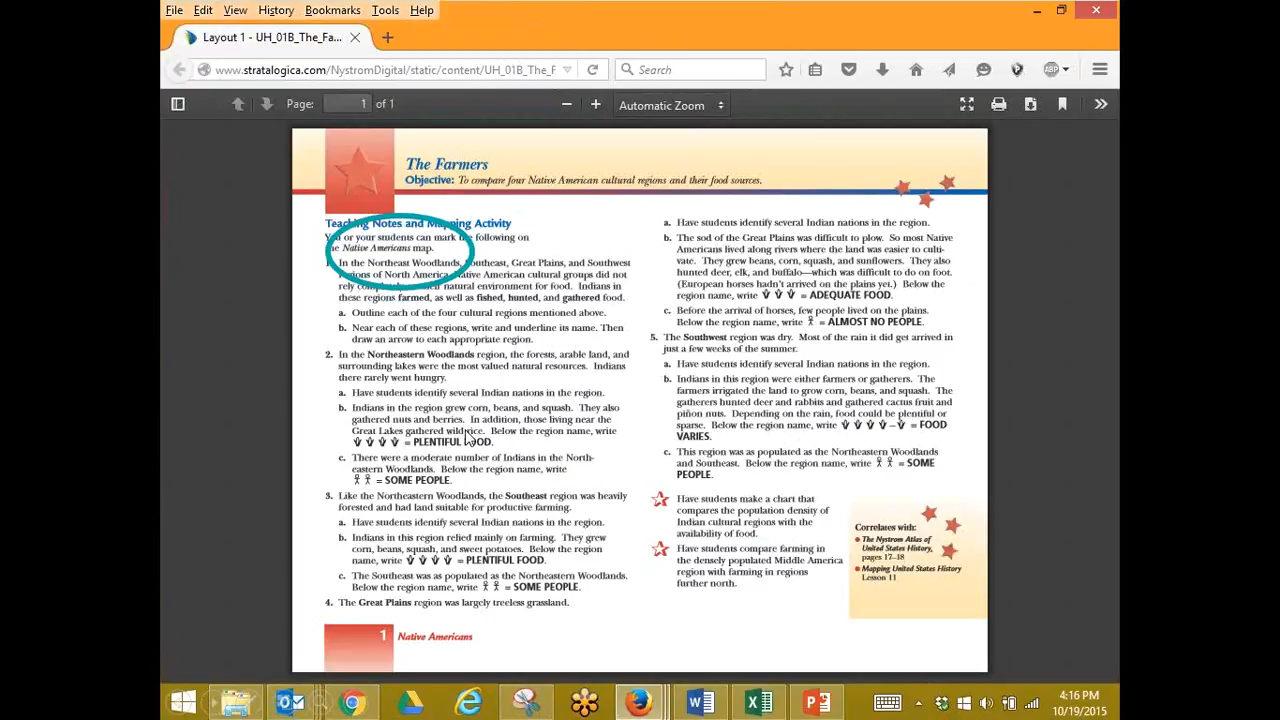 File Edit View History Bookmarks Tools Help
Layout 1 - UH_01B_The_Fa...
www.stratalogica.com/NystromDigital/static/content/UH_01B_The_F
Search
ABP
Page: 1 of 1
Automatic Zoom
The Farmers
Objective: To compare four Native American cultural regions and their food sources.
Teaching Notes and Mapping Activity
You or your students can mark the following on
the Native Americans map.
1. In the Northeast Woodlands, Southeast, Great Plains, and Southwest
regions of North America, Native American cultural groups did not
rely completely on their natural environment for food. Indians in
these regions farmed, as well as fished, hunted, and gathered food.
a. Outline each of the four cultural regions mentioned above.
b. Near each of these regions, write and underline its name. Then
draw an arrow to each appropriate region.
2. In the Northeastern Woodlands region, the forests, arable land, and
surrounding lakes were the most valued natural resources. Indians
there rarely went hungry.
a. Have students identify several Indian nations in the region.
b. Indians in the region grew corn, beans, and squash. They also
gathered nuts and berries. In addition, those living near the
Great Lakes gathered wild rice. Below the region name, write
= PLENTIFUL FOOD.
c. There were a moderate number of Indians in the North-
eastern Woodlands. Below the region name, write
= SOME PEOPLE.
3. Like the Northeastern Woodlands, the Southeast region was heavily
forested and had land suitable for productive farming.
a. Have students identify several Indian nations in the region.
b. Indians in this region relied mainly on farming. They grew
corn, beans, squash, and sweet potatoes. Below the region
name, write = PLENTIFUL FOOD.
c. The Southeast was as populated as the Northeastern Woodlands.
Below the region name, write = SOME PEOPLE.
4. The Great Plains region was largely treeless grassland.
a. Have students identify several Indian nations in the region.
b. The sod of the Great Plains was difficult to plow. So most Native
Americans lived along rivers where the land was easier to culti-
vate. They grew beans, corn, squash, and sunflowers. They also
hunted deer, elk, and buffalo—which was difficult to do on foot.
(European horses hadn't arrived on the plains yet.) Below the
region name, write = ADEQUATE FOOD.
c. Before the arrival of horses, few people lived on the plains.
Below the region name, write = ALMOST NO PEOPLE.
5. The Southwest region was dry. Most of the rain it did get arrived in
just a few weeks of the summer.
a. Have students identify several Indian nations in the region.
b. Indians in this region were either farmers or gatherers. The
farmers irrigated the land to grow corn, beans, and squash. The
gatherers hunted deer and rabbits and gathered cactus fruit and
piñon nuts. Depending on the rain, food could be plentiful or
sparse. Below the region name, write – = FOOD
VARIES.
c. This region was as populated as the Northeastern Woodlands
and Southeast. Below the region name, write = SOME
PEOPLE.
Have students make a chart that
compares the population density of
Indian cultural regions with the
availability of food.
Have students compare farming in
the densely populated Middle America
region with farming in regions
further north.
Correlates with:
The Nystrom Atlas of
United States History,
pages 17-18
Mapping United States History
Lesson 11
1 Native Americans
4:16 PM
10/19/2015